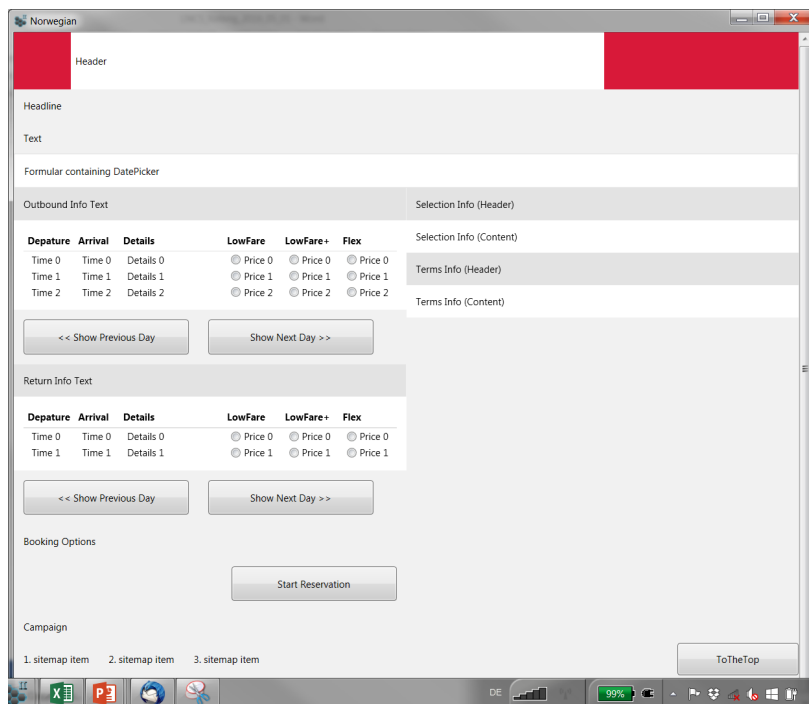 Norwegian
Header
Headline
Text
Formular containing DatePicker
Outbound Info Text
Depature Arrival Details LowFare LowFare+ Flex
Time 0 Time 0 Details 0 Price 0 Price 0 Price 0
Time 1 Time 1 Details 1 Price 1 Price 1 Price 1
Time 2 Time 2 Details 2 Price 2 Price 2 Price 2
<< Show Previous Day Show Next Day >>
Selection Info (Header)
Selection Info (Content)
Terms Info (Header)
Terms Info (Content)
Return Info Text
Depature Arrival Details LowFare LowFare+ Flex
Time 0 Time 0 Details 0 Price 0 Price 0 Price 0
Time 1 Time 1 Details 1 Price 1 Price 1 Price 1
<< Show Previous Day Show Next Day >>
Booking Options
Start Reservation
Campaign
1. sitemap item 2. sitemap item 3. sitemap item
ToTheTop
DE 99%